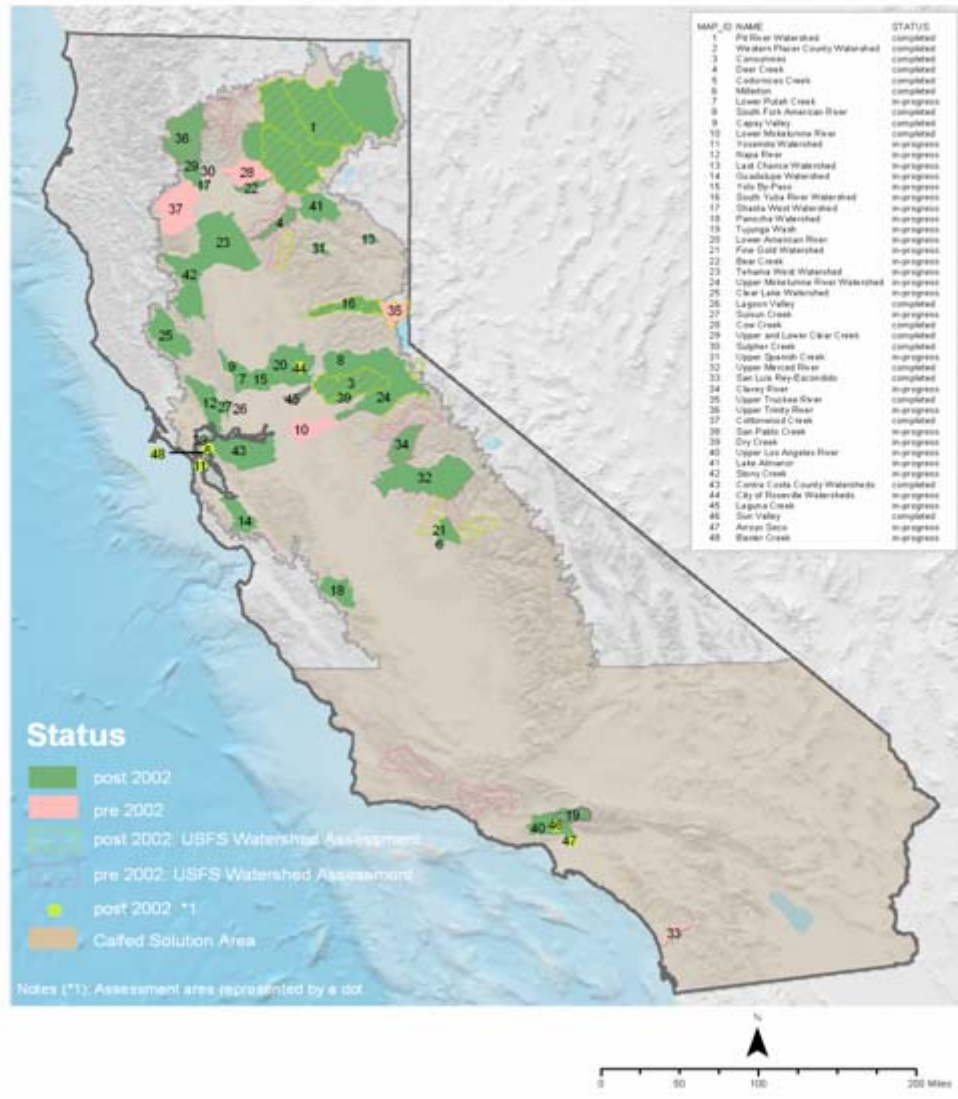 MAP_ID NAME STATUS
1 Pit River Watershed completed
2 Western Placer County Watershed completed
3 Cansumnes completed
4 Deer Creek completed
5 Codornices Creek completed
6 Millerton completed
7 Lower Putah Creek in-progress
8 South Fork American River completed
9 Capay Valley completed
10 Lower Mokelumne River completed
11 Yosemite Watershed in-progress
12 Napa River in-progress
13 Last Chance Watershed in-progress
14 Guadalupe Watershed in-progress
15 Yolo By-Pass in-progress
16 South Yuba River Watershed in-progress
17 Shasta West Watershed in-progress
18 Panoche Watershed in-progress
19 Tujunga Wash in-progress
20 Lower American River in-progress
21 Fine Gold Watershed in-progress
22 Bear Creek in-progress
23 Tehama West Watershed in-progress
24 Upper Mokelumne River Watershed in-progress
25 Clear Lake Watershed in-progress
26 Lagoon Valley completed
27 Suisun Creek in-progress
28 Cow Creek completed
29 Upper and Lower Clear Creek completed
30 Sulpher Creek completed
31 Upper Spanish Creek in-progress
32 Upper Merced River completed
33 San Luis Rey-Escondido completed
34 Clavey River in-progress
35 Upper Truckee River completed
36 Upper Trinity River in-progress
37 Cottonwood Creek completed
38 San Pablo Creek in-progress
39 Dry Creek in-progress
40 Upper Los Angeles River in-progress
41 Lake Almanor in-progress
42 Stony Creek in-progress
43 Contra Costa County Watersheds completed
44 City of Roseville Watersheds in-progress
45 Laguna Creek in-progress
46 Sun Valley completed
47 Arroyo Seco in-progress
48 Baxter Creek in-progress
1
36
29
30
17
28
22
37
41
4
23
31
13
42
16
35
25
9
20
44
8
7
15
3
12
27
26
45
39
24
10
48
5
43
11
34
32
14
21
6
18
19
40
46
47
33
Status
post 2002
pre 2002
post 2002: USFS Watershed Assessment
pre 2002: USFS Watershed Assessment
post 2002 *1
Calfed Solution Area
Notes (*1): Assessment area represented by a dot
N
0 50 100 200 Miles